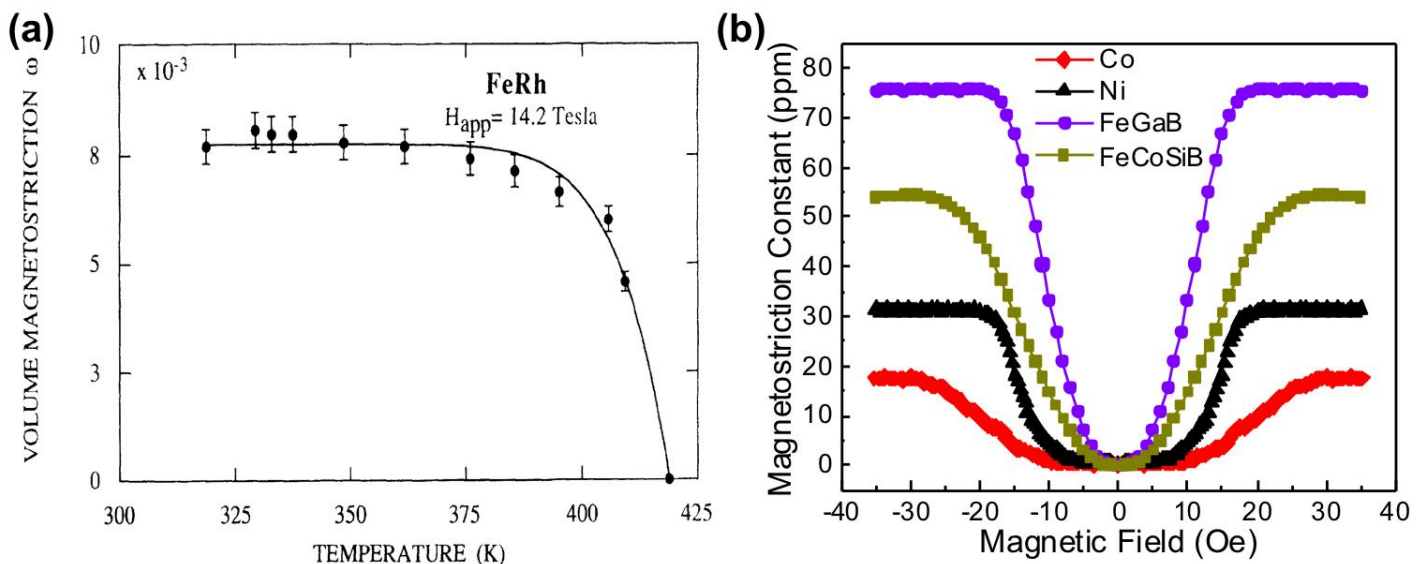 (a)
VOLUME MAGNETOSTRICTION ω
10
8
5
3
0
x 10-3
FeRh
Happ= 14.2 Tesla
300 325 350 375 400 425
TEMPERATURE (K)
(b)
Magnetostriction Constant (ppm)
80
70
60
50
40
30
20
10
0
Co
Ni
FeGaB
FeCoSiB
-40 -30 -20 -10 0 10 20 30 40
Magnetic Field (Oe)